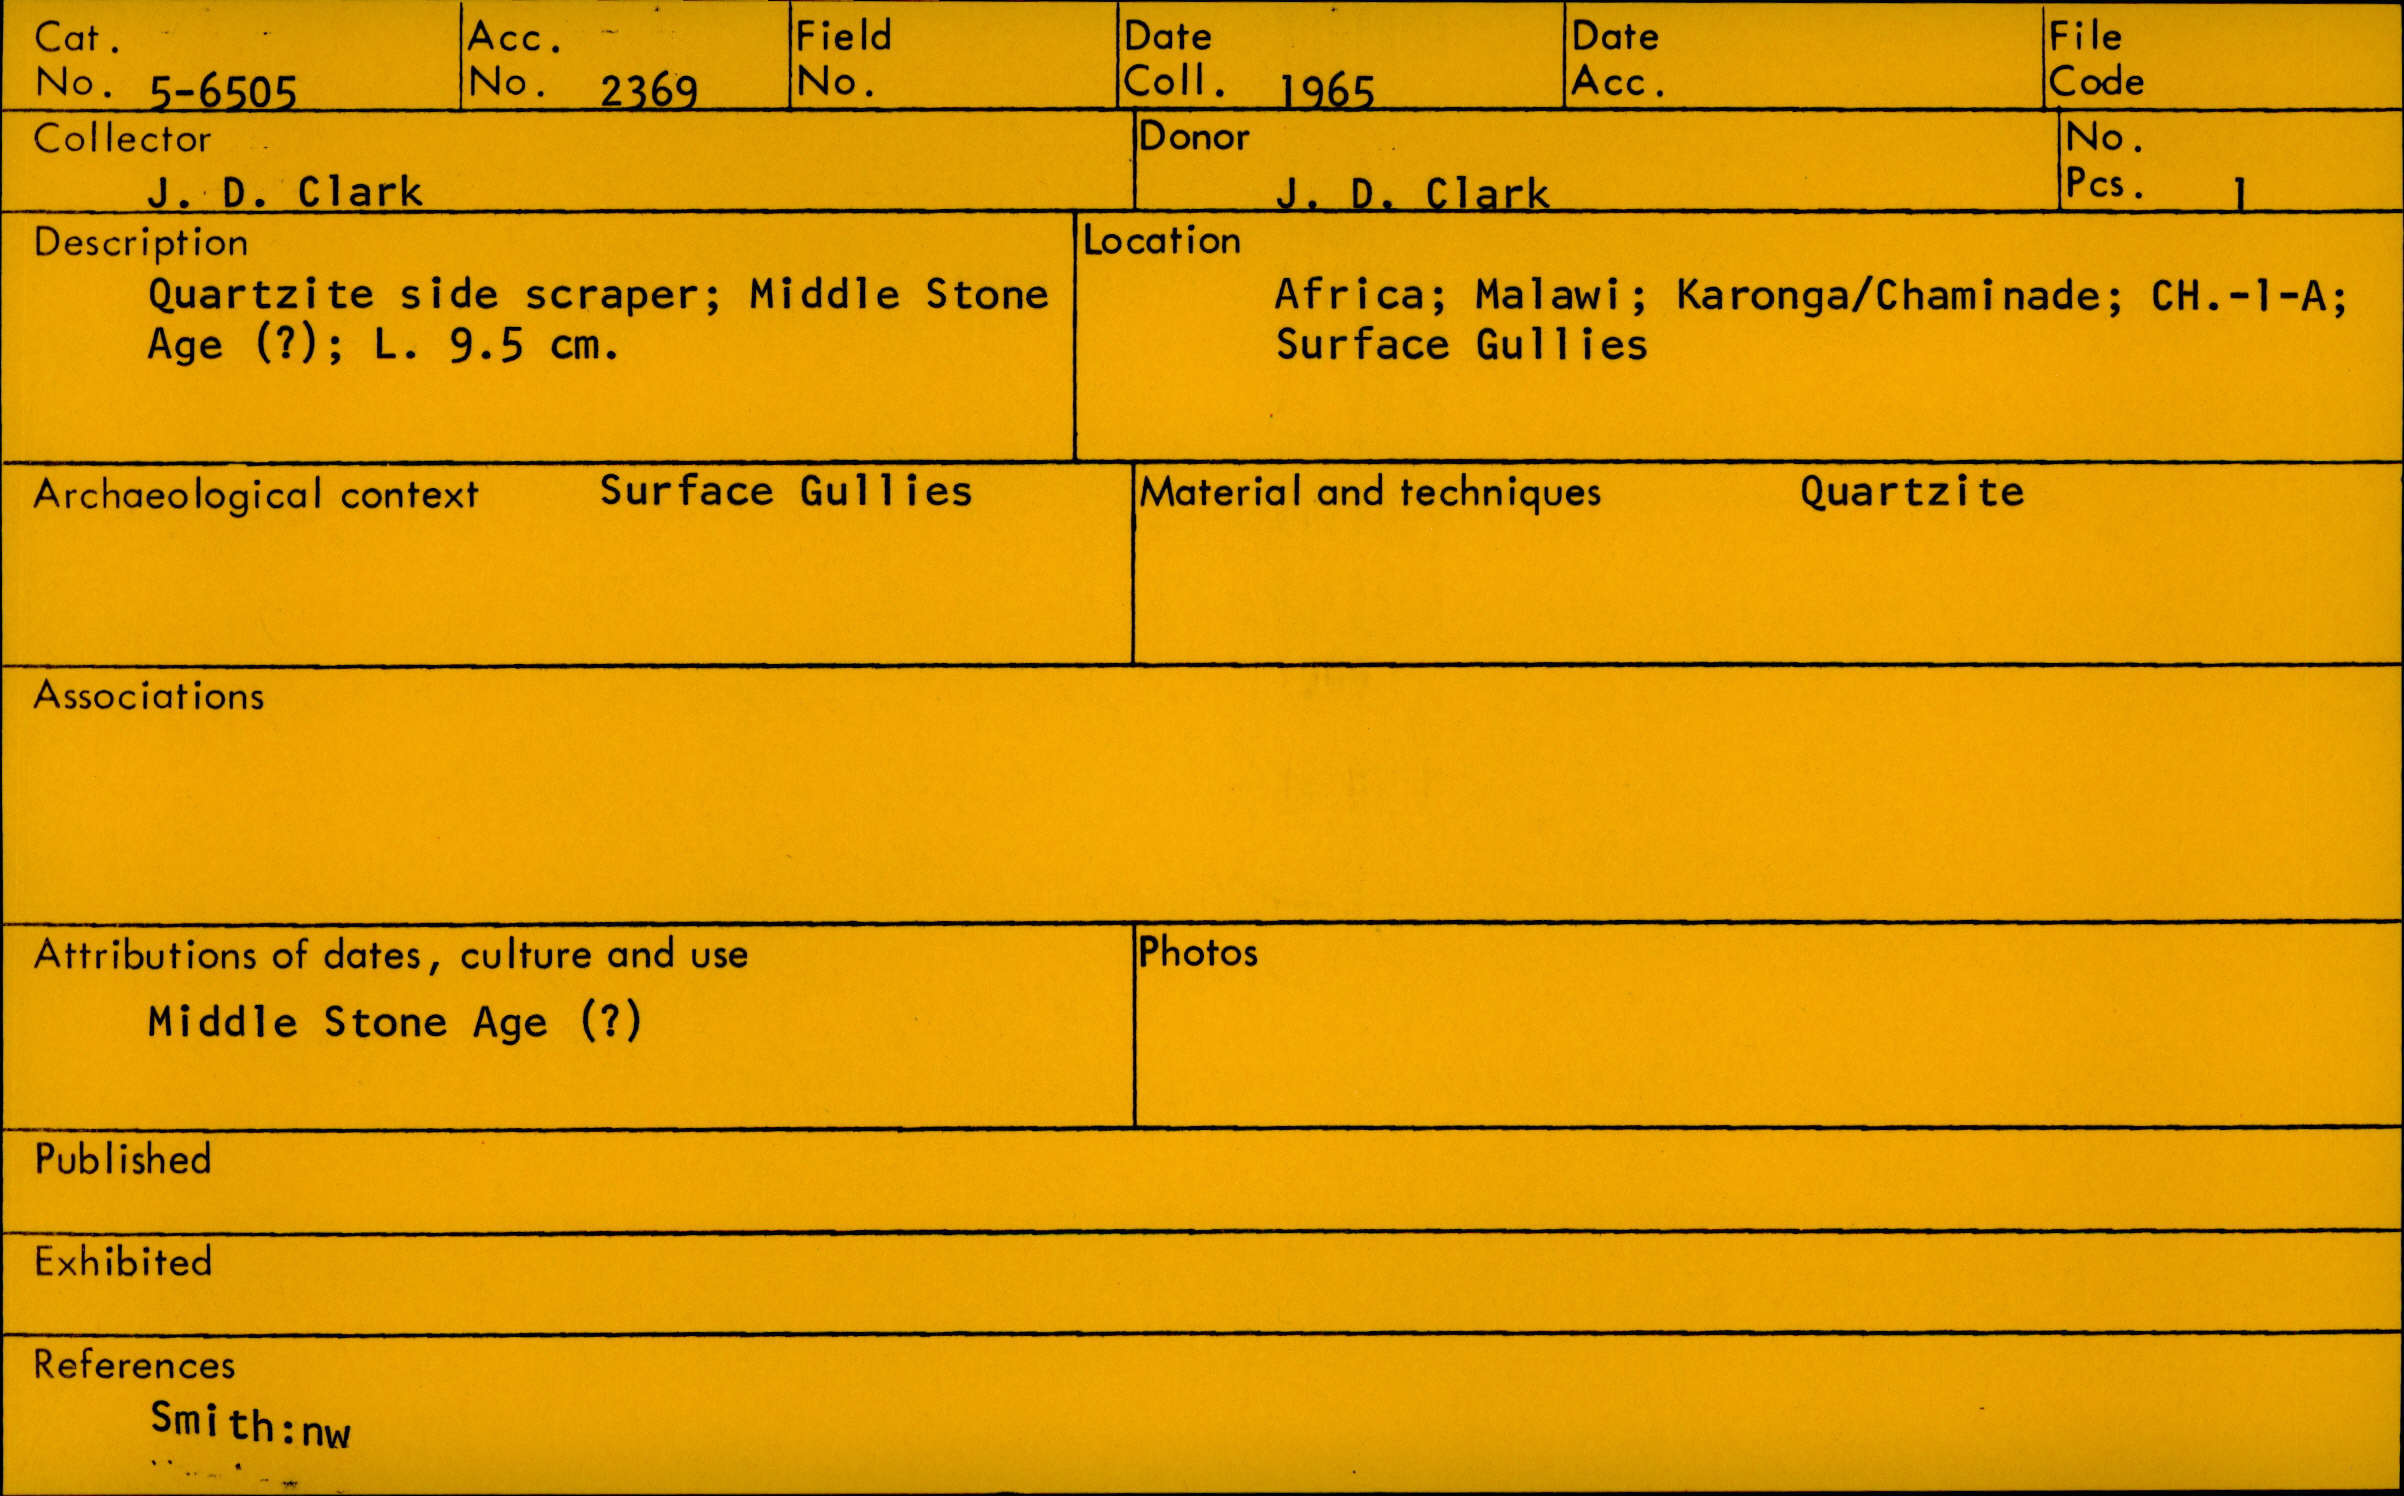 Cat. No. 5-6505
Acc. No. 2369
Field No.
Date Coll. 1965
Date Acc.
File Code
Collector
J. D. Clark
Donor
J. D. Clark
No. Pcs. 1
Description
Quartzite side scraper; Middle Stone
Age (?); L. 9.5 cm.
Location
Africa; Malawi; Karonga/Chaminade; CH.-1-A;
Surface Gullies
Archaeological context Surface Gullies
Material and techniques Quartzite
Associations
Attributions of dates, culture and use
Middle Stone Age (?)
Photos
Published
Exhibited
References
Smith:nw